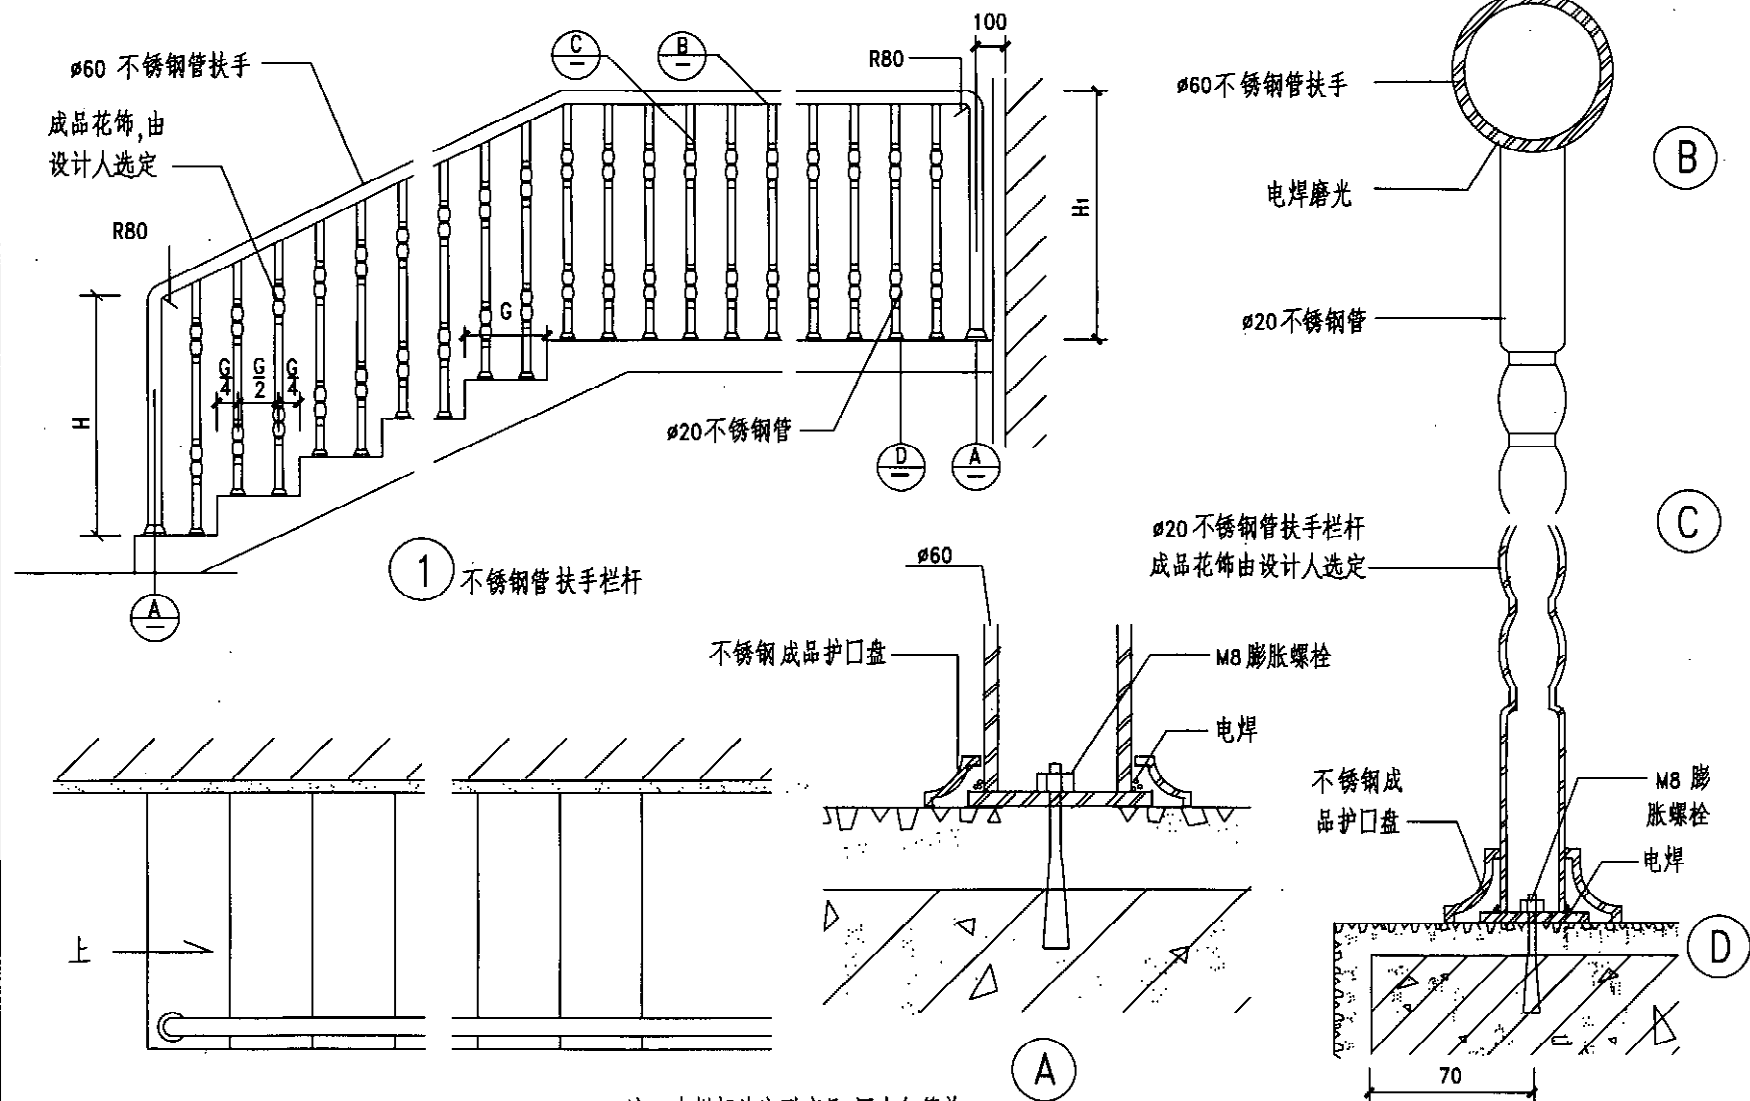 ø60 不锈钢管扶手
成品花饰,由
设计人选定
R80
C
B
R80
100
H
G
G/4 G/2 G/4
H
ø20不锈钢管
D
A
A
1 不锈钢管扶手栏杆
上
ø60
不锈钢成品护口盘
M8膨胀螺栓
电焊
A
ø60不锈钢管扶手
B
电焊磨光
ø20不锈钢管
C
ø20不锈钢管扶手栏杆
成品花饰由设计人选定
不锈钢成
品护口盘
M8 膨
胀螺栓
电焊
D
70